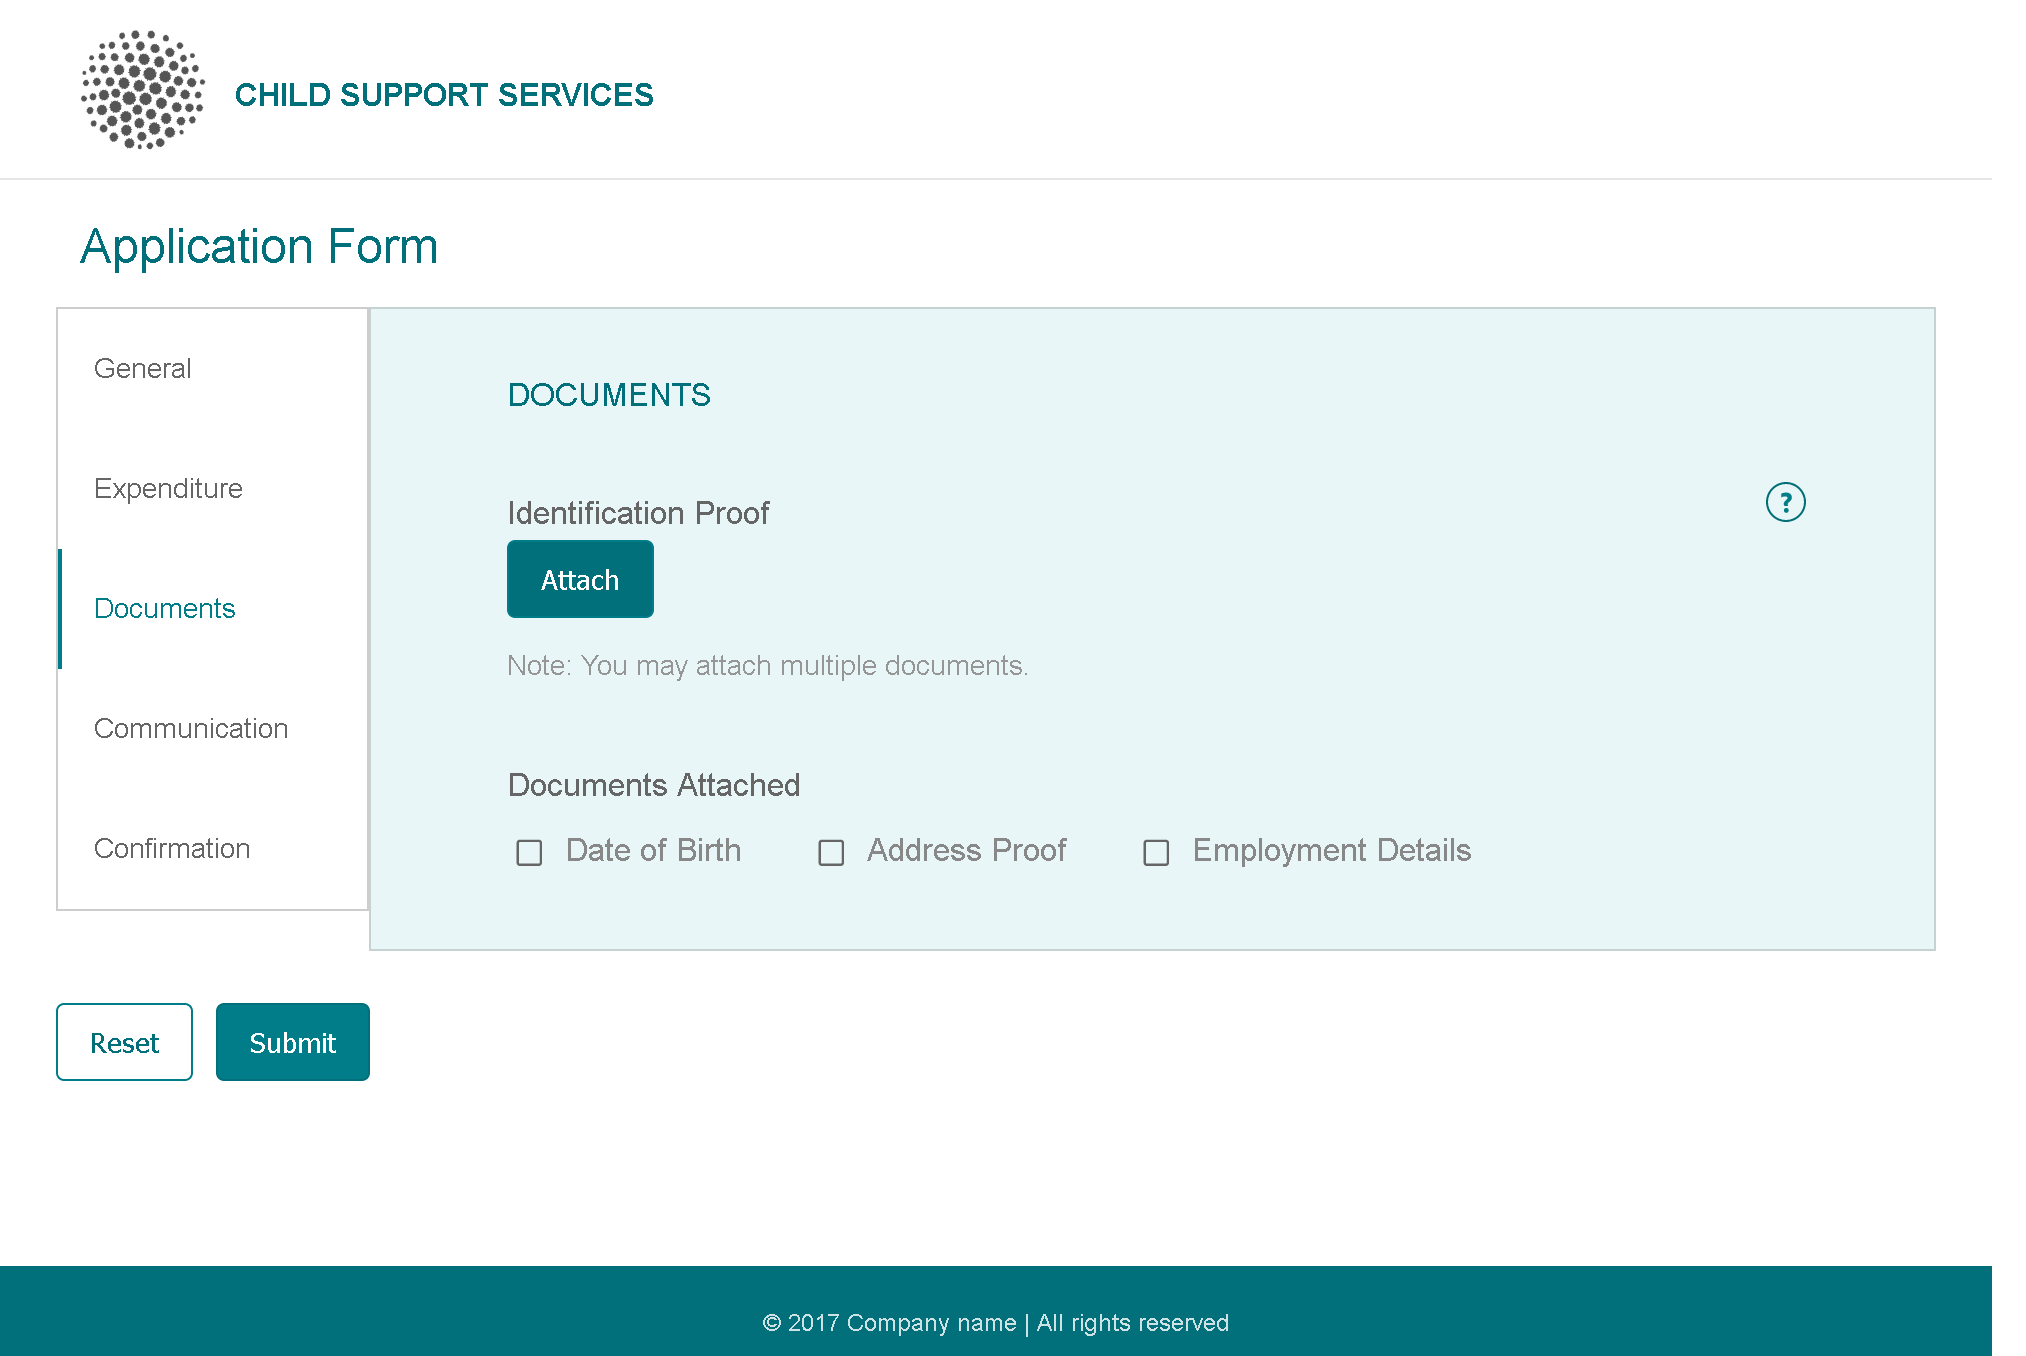 CHILD SUPPORT SERVICES
Application Form
General
Expenditure
Documents
Communication
Confirmation
DOCUMENTS
Identification Proof
?
Attach
Note: You may attach multiple documents.
Documents Attached
Date of Birth Address Proof Employment Details
Reset Submit
© 2017 Company name | All rights reserved